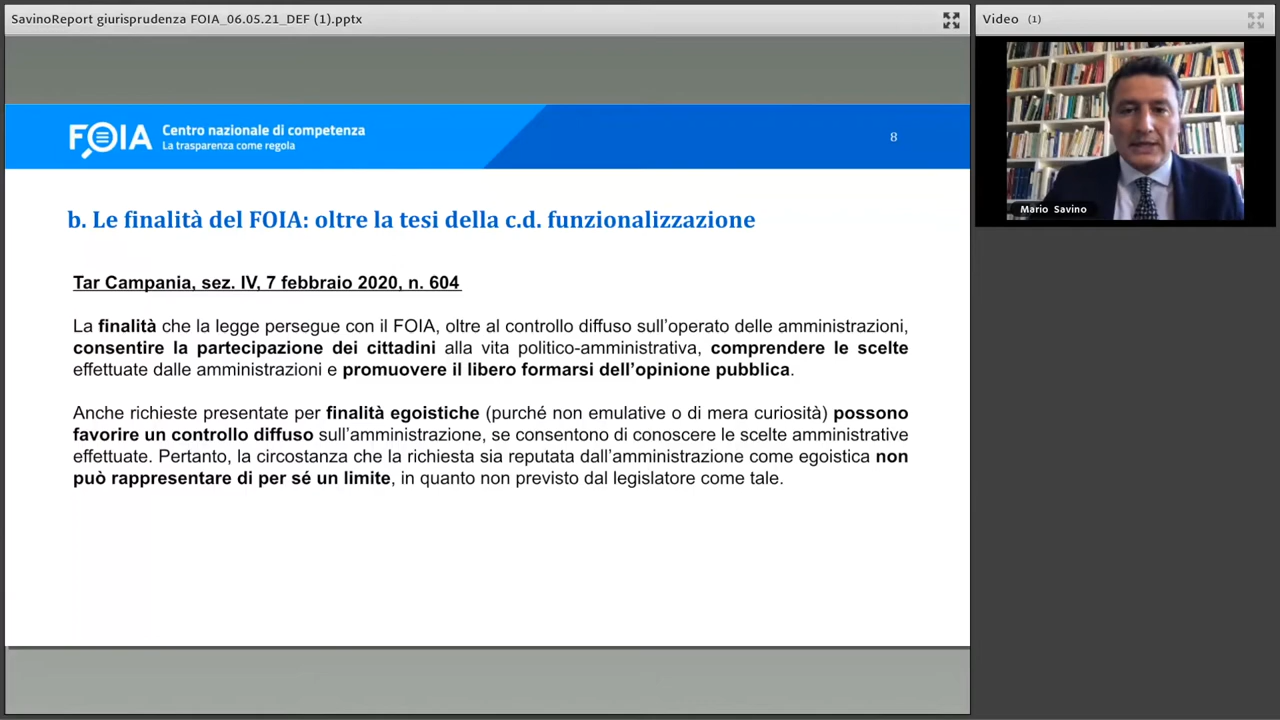 SavinoReport giurisprudenza FOIA_06.05.21_DEF (1).pptx
Video (1)
FOIA
Centro nazionale di competenza
La trasparenza come regola
8
Mario Savino
b. Le finalità del FOIA: oltre la tesi della c.d. funzionalizzazione
Tar Campania, sez. IV, 7 febbraio 2020, n. 604
La finalità che la legge persegue con il FOIA, oltre al controllo diffuso sull’operato delle amministrazioni,
consentire la partecipazione dei cittadini alla vita politico-amministrativa, comprendere le scelte
effettuate dalle amministrazioni e promuovere il libero formarsi dell’opinione pubblica.
Anche richieste presentate per finalità egoistiche (purché non emulative o di mera curiosità) possono
favorire un controllo diffuso sull’amministrazione, se consentono di conoscere le scelte amministrative
effettuate. Pertanto, la circostanza che la richiesta sia reputata dall’amministrazione come egoistica non
può rappresentare di per sé un limite, in quanto non previsto dal legislatore come tale.